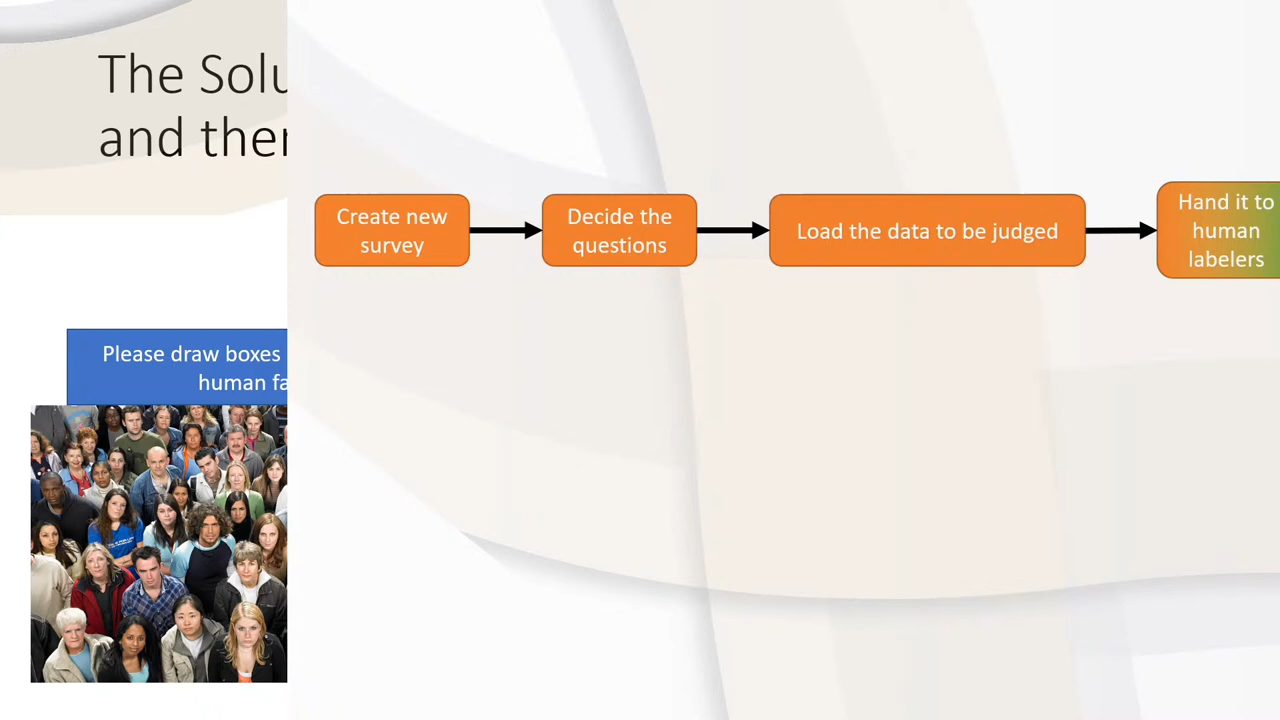 The Solu
and ther
Create new
survey
Decide the
questions
Load the data to be judged
Hand it to
human
labelers
Please draw boxes
human fa